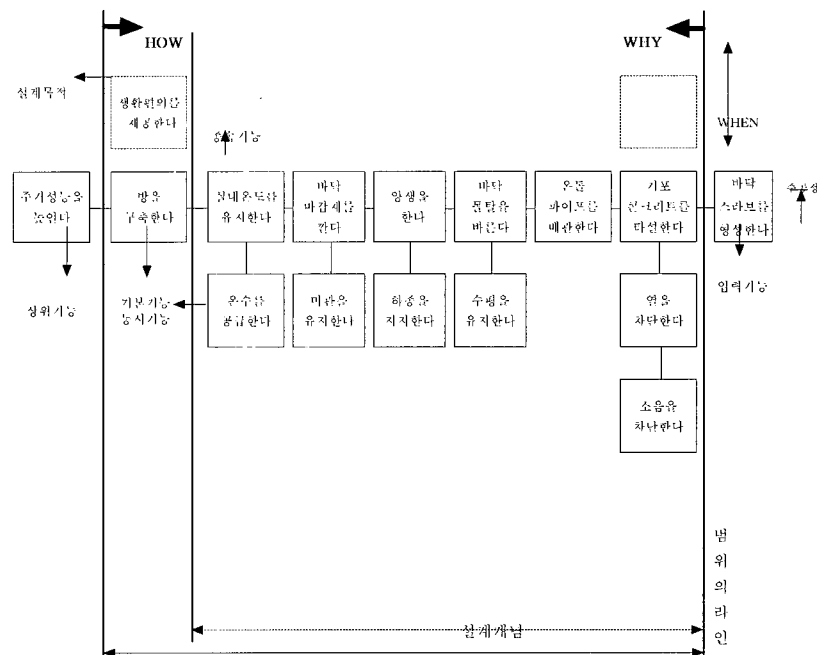 HOW
WHY
설계목적
생활편의를
제공한다
WHEN
주거성능을
높인다
방을
구축한다
실내온도를
유지한다
바닥
마감재를
깐다
양생을
한다
바닥
몰탈을
바른다
온돌
파이프를
배관한다
기포
콘크리트를
타설한다
바닥
스라브를
형성한다
상위기능
기본기능
동시기능
온수를
공급한다
미관을
유지한다
하중을
지지한다
수평을
유지한다
열을
차단한다
입력기능
소음을
차단한다
범
위
의
라
인
설계개념